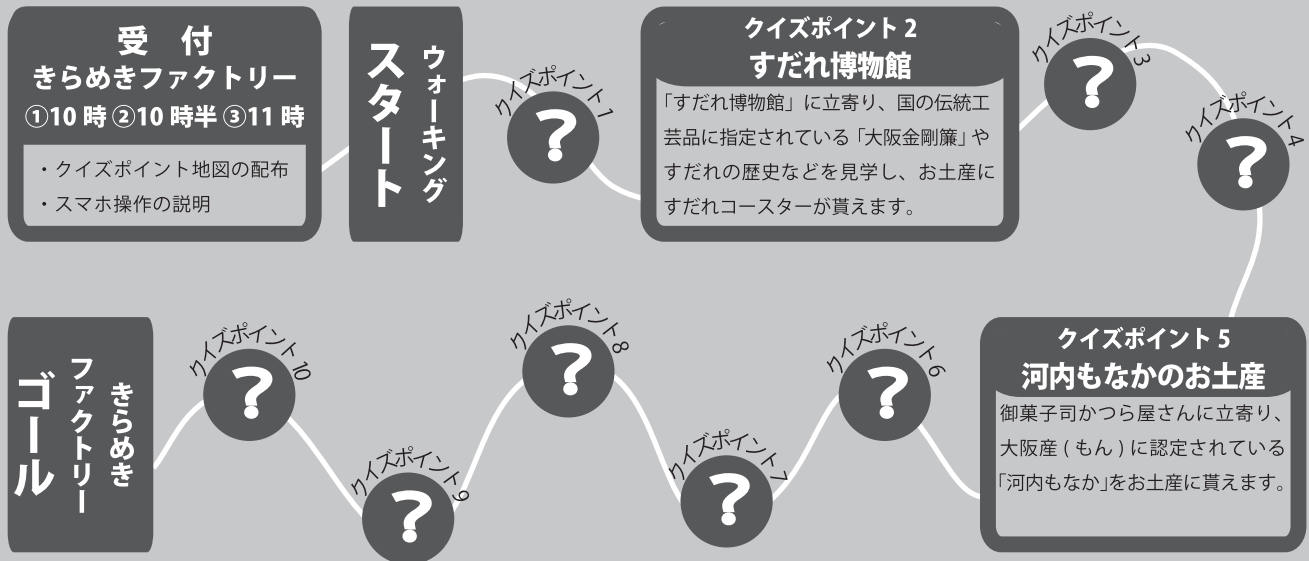 受 付
きらめきファクトリー
①10時②10時半③11時
・クイズポイント地図の配布
・スマホ操作の説明
ウォーキング
スタート
クイズポイント1
クイズポイント2
すだれ博物館
「すだれ博物館」に立寄り、国の伝統工
芸品に指定されている「大阪金剛簾」や
すだれの歴史などを見学し、お土産に
すだれコースターが貰えます。
クイズポイント3
クイズポイント4
クイズポイント5
河内もなかのお土産
御菓子司かつら屋さんに立寄り、
大阪産(もん)に認定されている
「河内もなか」をお土産に貰えます。
クイズポイント6
クイズポイント7
クイズポイント8
クイズポイント9
クイズポイント10
きらめき
ファクトリー
ゴール
?
?
?
?
?
?
?
?